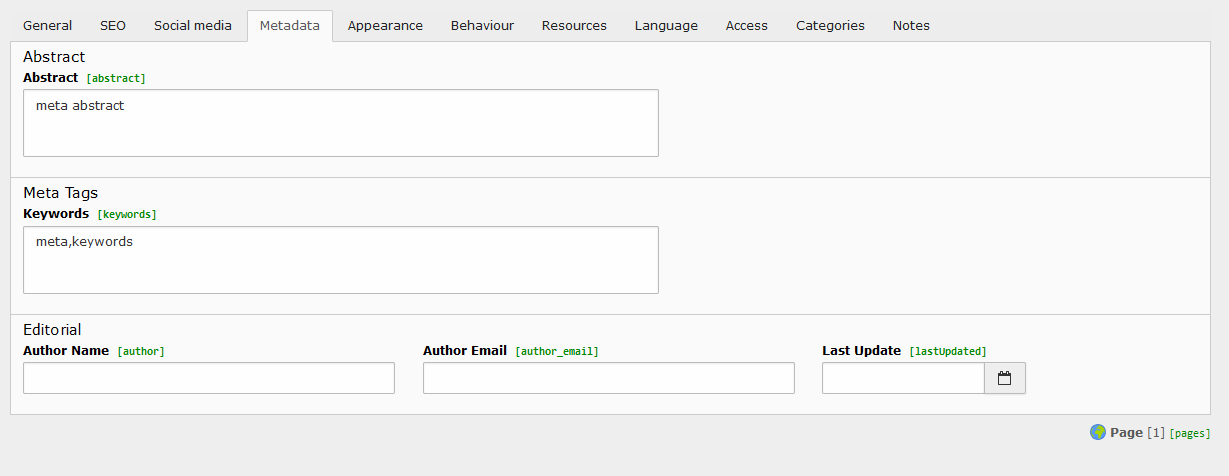 General SEO Social media Metadata Appearance Behaviour Resources Language Access Categories Notes
Abstract
Abstract [abstract]
meta abstract
Meta Tags
Keywords [keywords]
meta,keywords
Editorial
Author Name [author] Author Email [author_email] Last Update [lastUpdated]
Page [1] [pages]